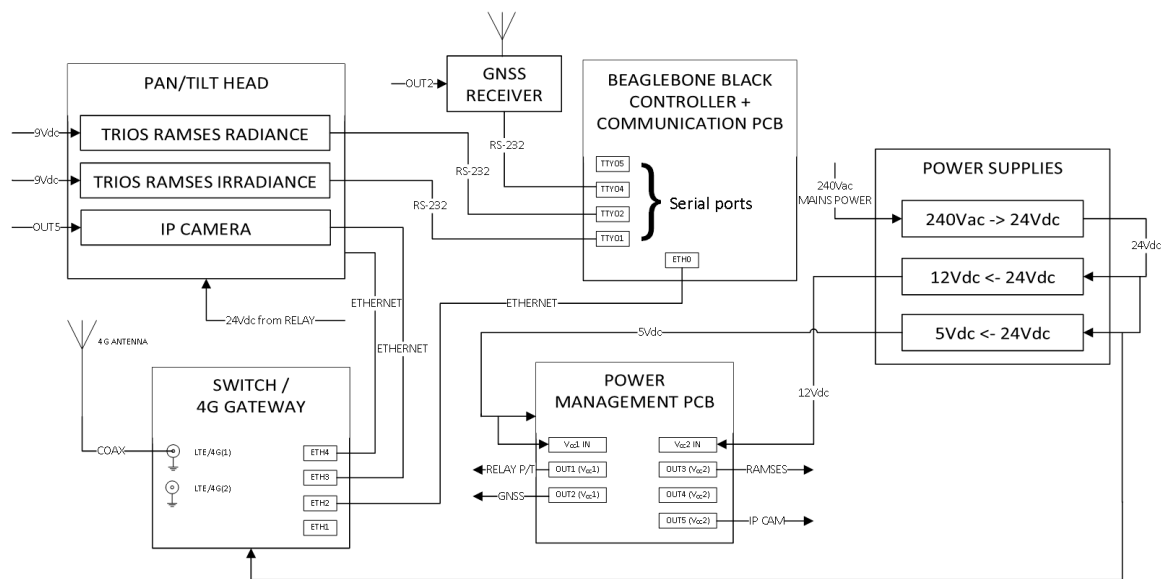 PAN/TILT HEAD
9Vdc
TRIOS RAMSES RADIANCE
9Vdc
TRIOS RAMSES IRRADIANCE
OUT5
IP CAMERA
24Vdc from RELAY
OUT2
GNSS
RECEIVER
RS-232
RS-232
RS-232
BEAGLEBONE BLACK
CONTROLLER +
COMMUNICATION PCB
TTYO5
TTYO4
TTYO2
TTYO1
Serial ports
ETH0
ETHERNET
ETHERNET
ETHERNET
240Vac
MAINS POWER
POWER SUPPLIES
240Vac -> 24Vdc
24Vdc
12Vdc <- 24Vdc
5Vdc <- 24Vdc
5Vdc
12Vdc
4G ANTENNA
COAX
SWITCH /
4G GATEWAY
LTE/4G(1)
LTE/4G(2)
ETH4
ETH3
ETH2
ETH1
POWER
MANAGEMENT PCB
Vcc1 IN
Vcc2 IN
RELAY P/T
OUT1 (Vcc1)
OUT3 (Vcc2)
RAMSES
GNSS
OUT2 (Vcc1)
OUT4 (Vcc2)
OUT5 (Vcc2)
IP CAM